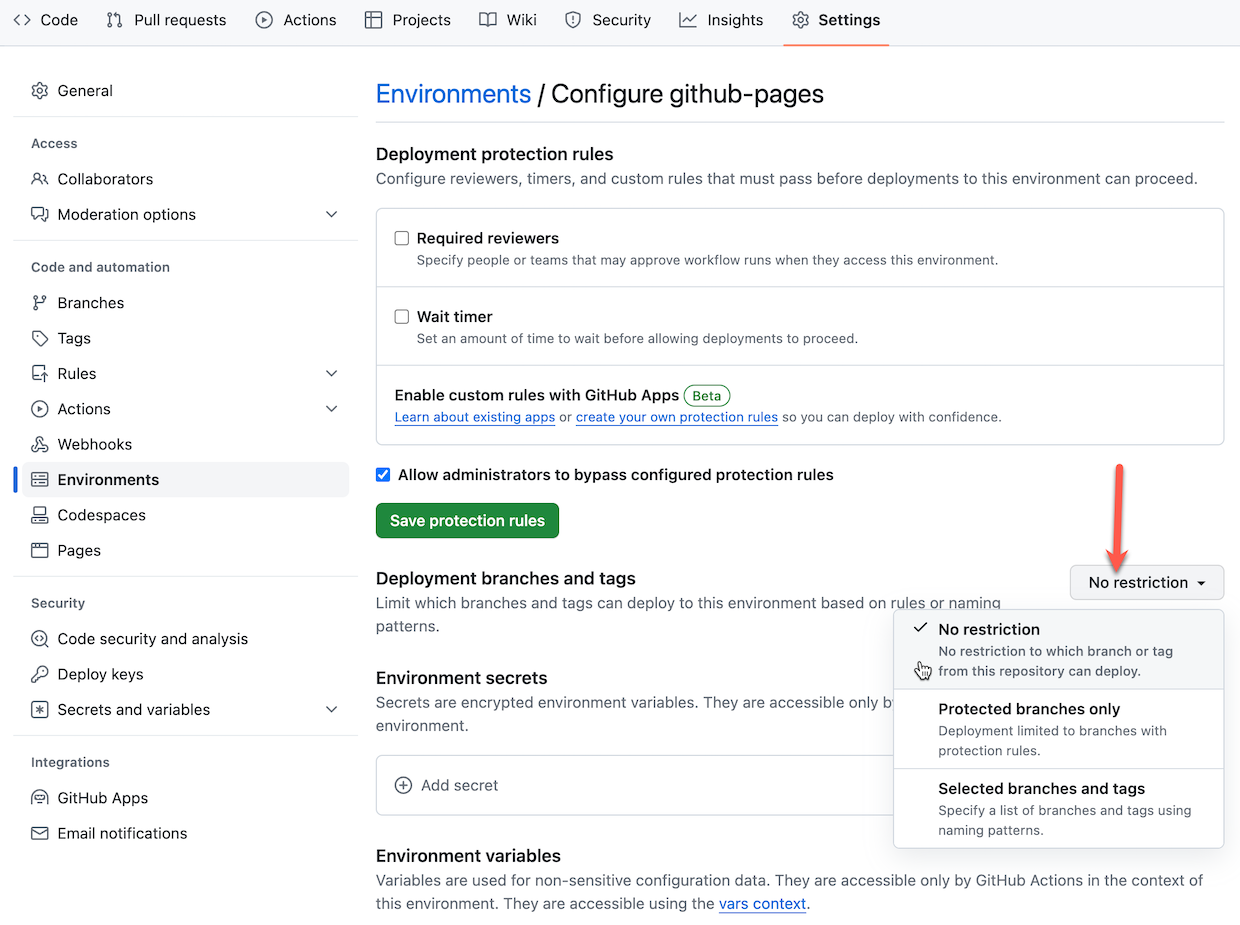 Code
Pull requests
Actions
Projects
Wiki
Security
Insights
Settings
General
Access
Collaborators
Moderation options
Code and automation
Branches
Tags
Rules
Actions
Webhooks
Environments
Codespaces
Pages
Security
Code security and analysis
Deploy keys
Secrets and variables
Integrations
GitHub Apps
Email notifications
Environments / Configure github-pages
Deployment protection rules
Configure reviewers, timers, and custom rules that must pass before deployments to this environment can proceed.
Required reviewers
Specify people or teams that may approve workflow runs when they access this environment.
Wait timer
Set an amount of time to wait before allowing deployments to proceed.
Enable custom rules with GitHub Apps Beta
Learn about existing apps or create your own protection rules so you can deploy with confidence.
Allow administrators to bypass configured protection rules
Save protection rules
Deployment branches and tags
Limit which branches and tags can deploy to this environment based on rules or naming
patterns.
No restriction
No restriction
No restriction to which branch or tag
from this repository can deploy.
Protected branches only
Deployment limited to branches with
protection rules.
Selected branches and tags
Specify a list of branches and tags using
naming patterns.
Environment secrets
Secrets are encrypted environment variables. They are accessible only
environment.
Add secret
Environment variables
Variables are used for non-sensitive configuration data. They are accessible only by GitHub Actions in the context of
this environment. They are accessible using the vars context.